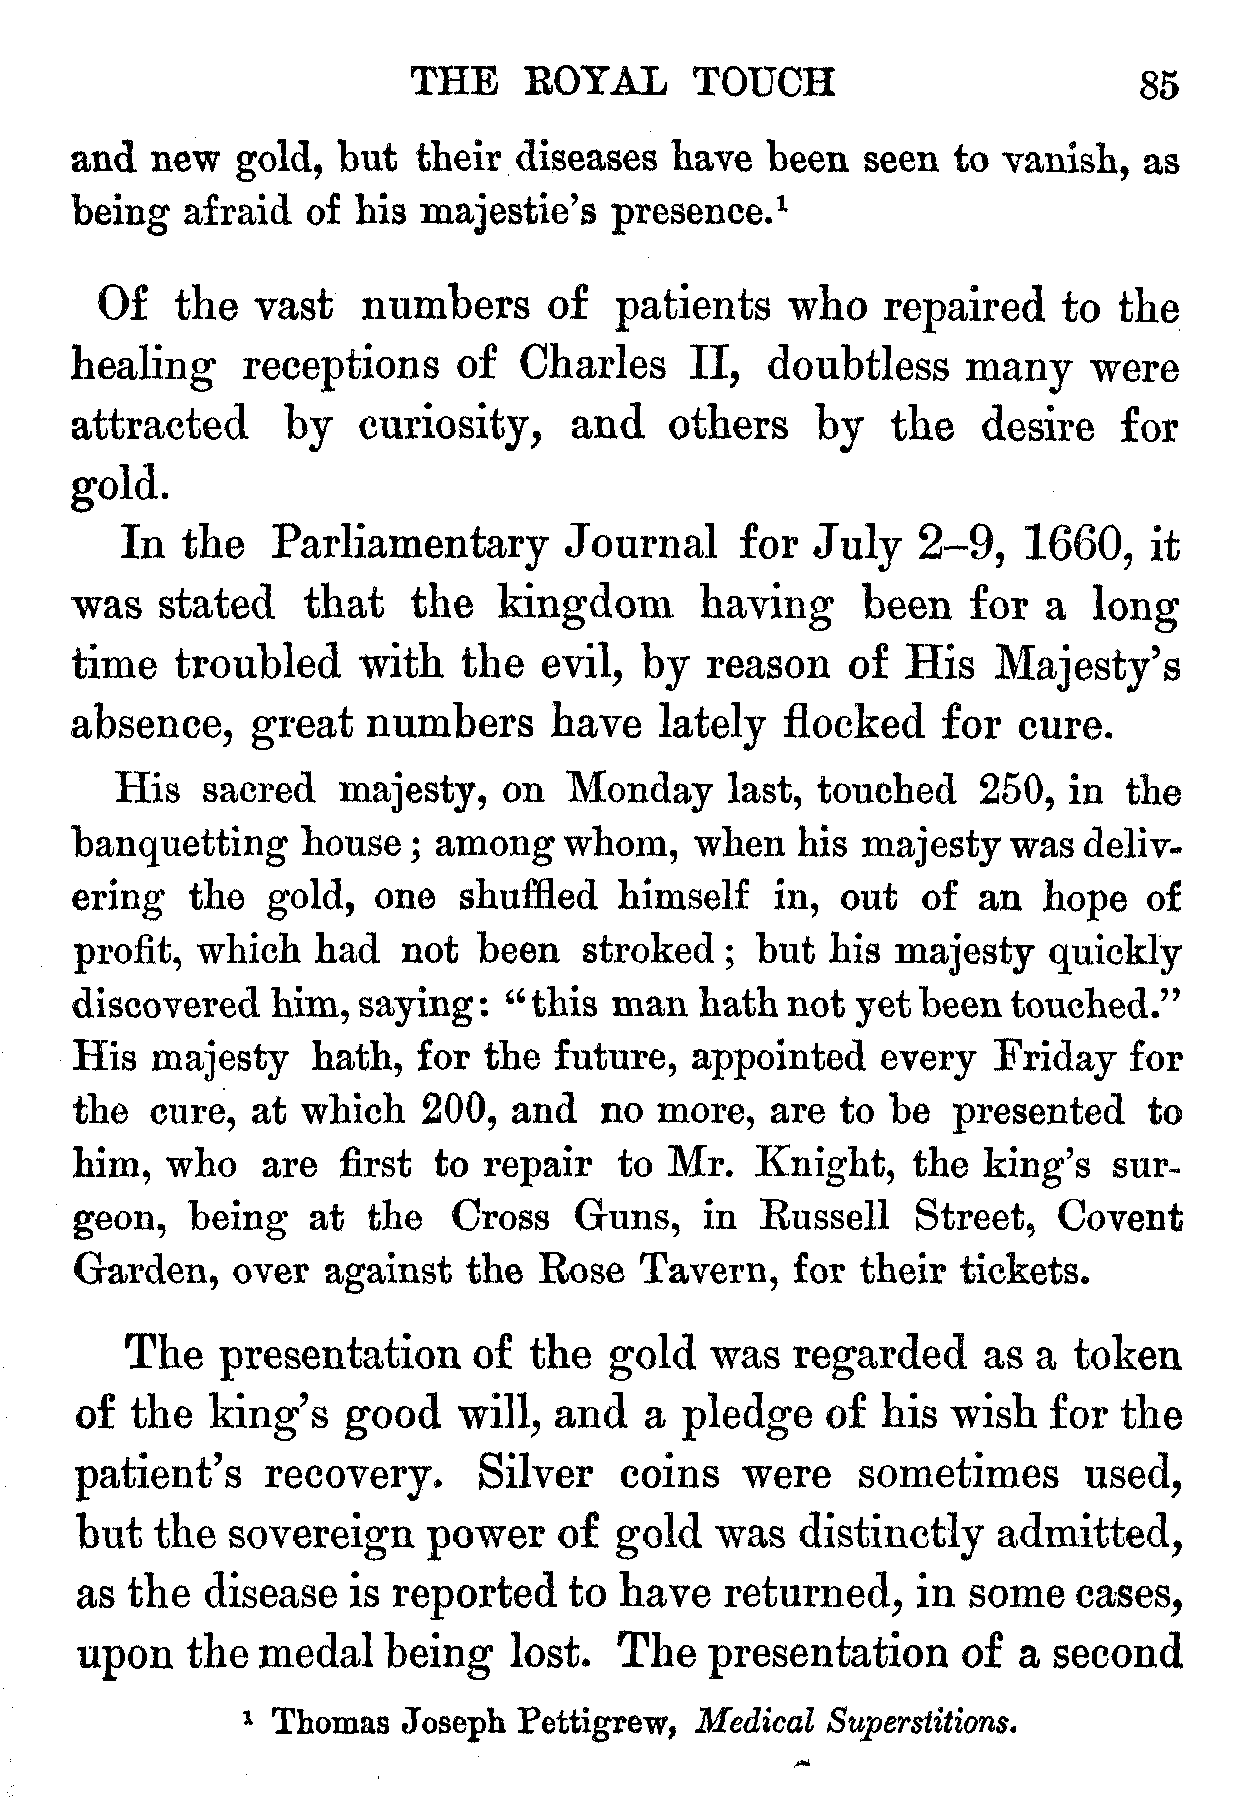 THE ROYAL TOUCH 85
and new gold, but their diseases have been seen to vanish, as
being afraid of his majestie's presence.¹
Of the vast numbers of patients who repaired to the
healing receptions of Charles II, doubtless many were
attracted by curiosity, and others by the desire for
gold.
In the Parliamentary Journal for July 2–9, 1660, it
was stated that the kingdom having been for a long
time troubled with the evil, by reason of His Majesty's
absence, great numbers have lately flocked for cure.
His sacred majesty, on Monday last, touched 250, in the
banquetting house; among whom, when his majesty was deliv-
ering the gold, one shuffled himself in, out of an hope of
profit, which had not been stroked; but his majesty quickly
discovered him, saying: “this man hath not yet been touched.”
His majesty hath, for the future, appointed every Friday for
the cure, at which 200, and no more, are to be presented to
him, who are first to repair to Mr. Knight, the king's sur-
geon, being at the Cross Guns, in Russell Street, Covent
Garden, over against the Rose Tavern, for their tickets.
The presentation of the gold was regarded as a token
of the king's good will, and a pledge of his wish for the
patient's recovery. Silver coins were sometimes used,
but the sovereign power of gold was distinctly admitted,
as the disease is reported to have returned, in some cases,
upon the medal being lost. The presentation of a second
¹ Thomas Joseph Pettigrew, Medical Superstitions.